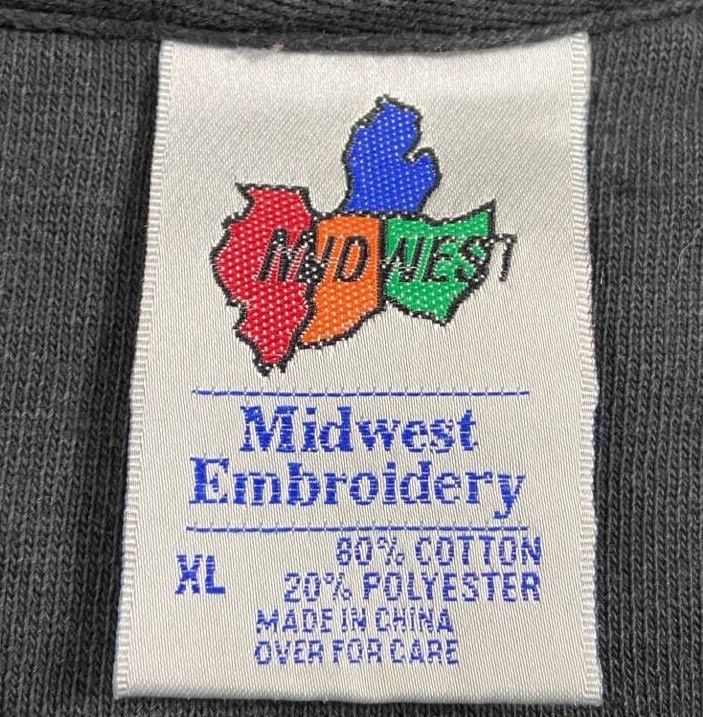 MIDWEST
Midwest
Embroidery
XL
80% COTTON
20% POLYESTER
MADE IN CHINA
OVER FOR CARE